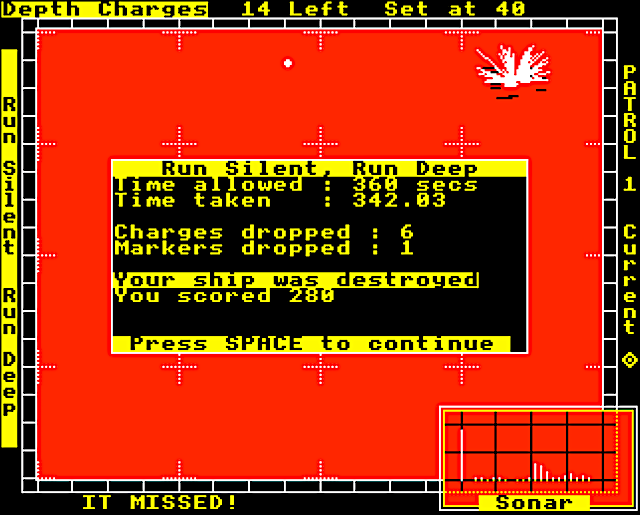 Depth Charges 14 Left Set at 40
Run Silent Run Deep
Run Silent, Run Deep
Time allowed : 360 secs
Time taken : 342.03
Charges dropped : 6
Markers dropped : 1
Your ship was destroyed
You scored 280
Press SPACE to continue
PATROL 1 Current
Sonar
IT MISSED!